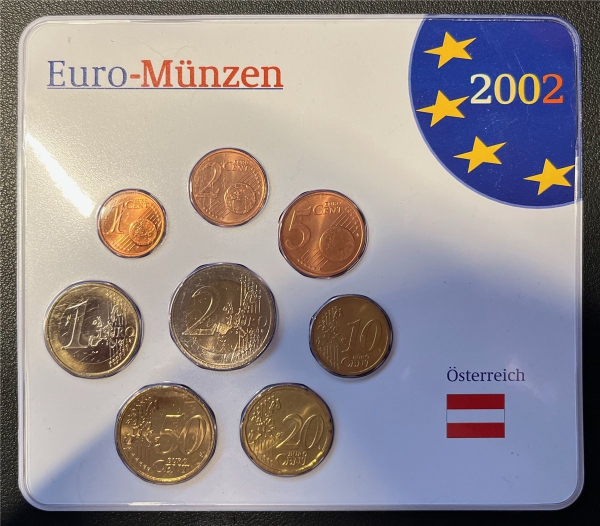 Euro-Münzen
2002
2 EURO CENT
1 EURO CENT
5 EURO CENT
1 EURO
2 EURO
10 EURO CENT
50 EURO CENT
20 EURO CENT
Österreich